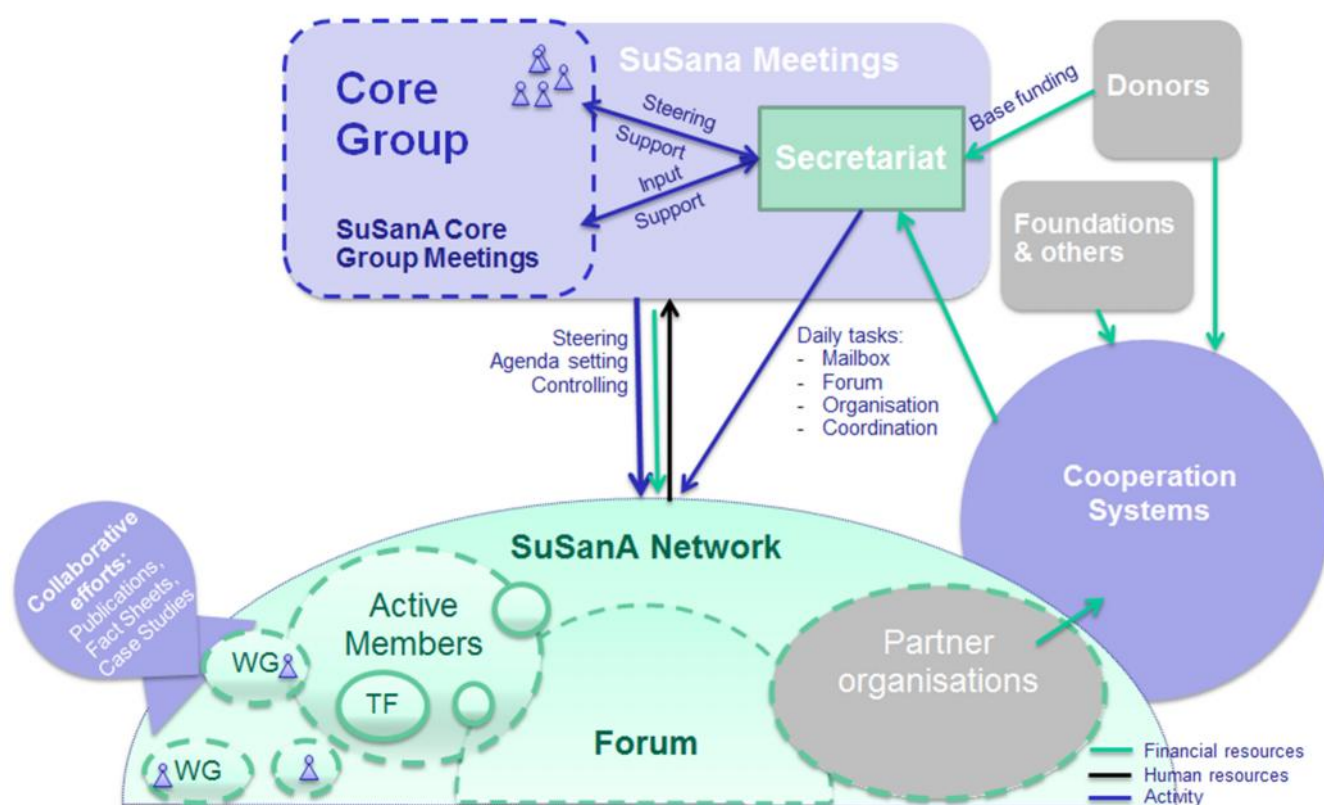 SuSana Meetings
Core
Group
SuSanA Core
Group Meetings
Steering
Support
Input
Support
Secretariat
Base funding
Donors
Foundations
& others
Steering
Agenda setting
Controlling
Daily tasks:
- Mailbox
- Forum
- Organisation
- Coordination
Cooperation
Systems
SuSanA Network
Collaborative
efforts:
Publications,
Fact Sheets,
Case Studies
Active
Members
WG
TF
WG
Forum
Partner
organisations
Financial resources
Human resources
Activity